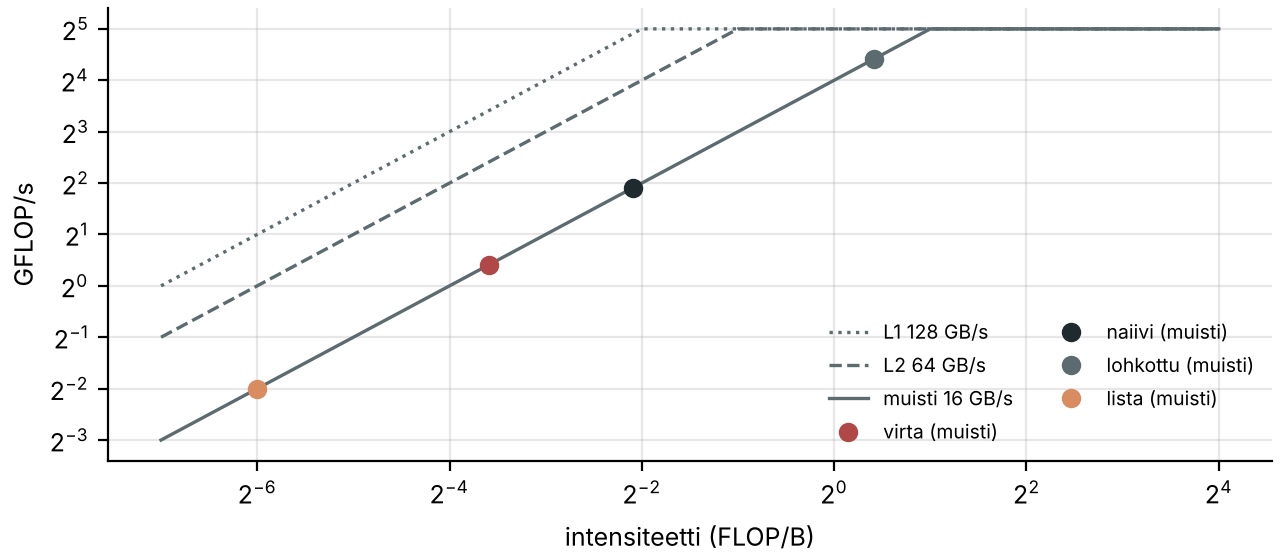 2⁵
2⁴
2³
2²
2¹
2⁰
2⁻¹
2⁻²
2⁻³
GFLOP/s
L1 128 GB/s
L2 64 GB/s
muisti 16 GB/s
virta (muisti)
naiivi (muisti)
lohkottu (muisti)
lista (muisti)
2⁻⁶ 2⁻⁴ 2⁻² 2⁰ 2² 2⁴
intensiteetti (FLOP/B)